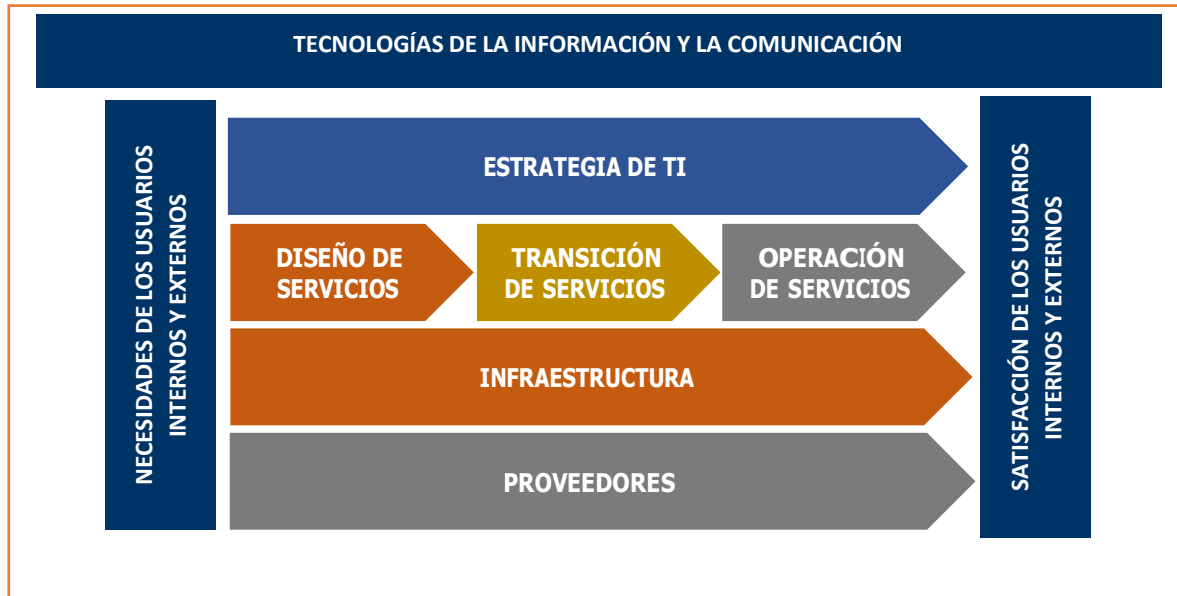 TECNOLOGÍAS DE LA INFORMACIÓN Y LA COMUNICACIÓN
NECESIDADES DE LOS USUARIOS
INTERNOS Y EXTERNOS
ESTRATEGIA DE TI
DISEÑO DE
SERVICIOS
TRANSICIÓN
DE SERVICIOS
OPERACIÓN
DE SERVICIOS
INFRAESTRUCTURA
PROVEEDORES
SATISFACCIÓN DE LOS USUARIOS
INTERNOS Y EXTERNOS